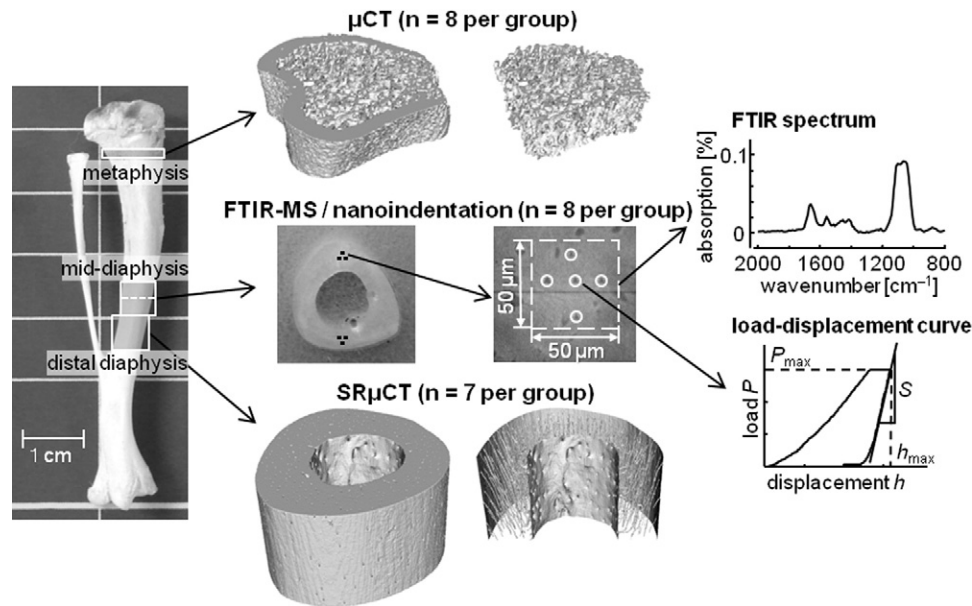 μCT (n = 8 per group)
metaphysis
FTIR-MS / nanoindentation (n = 8 per group)
mid-diaphysis
distal diaphysis
1 cm
50 μm
50 μm
SRμCT (n = 7 per group)
FTIR spectrum
absorption [%]
0.1
0
2000 1600 1200 800
wavenumber [cm⁻¹]
load-displacement curve
Pmax
load P
S
hmax
displacement h